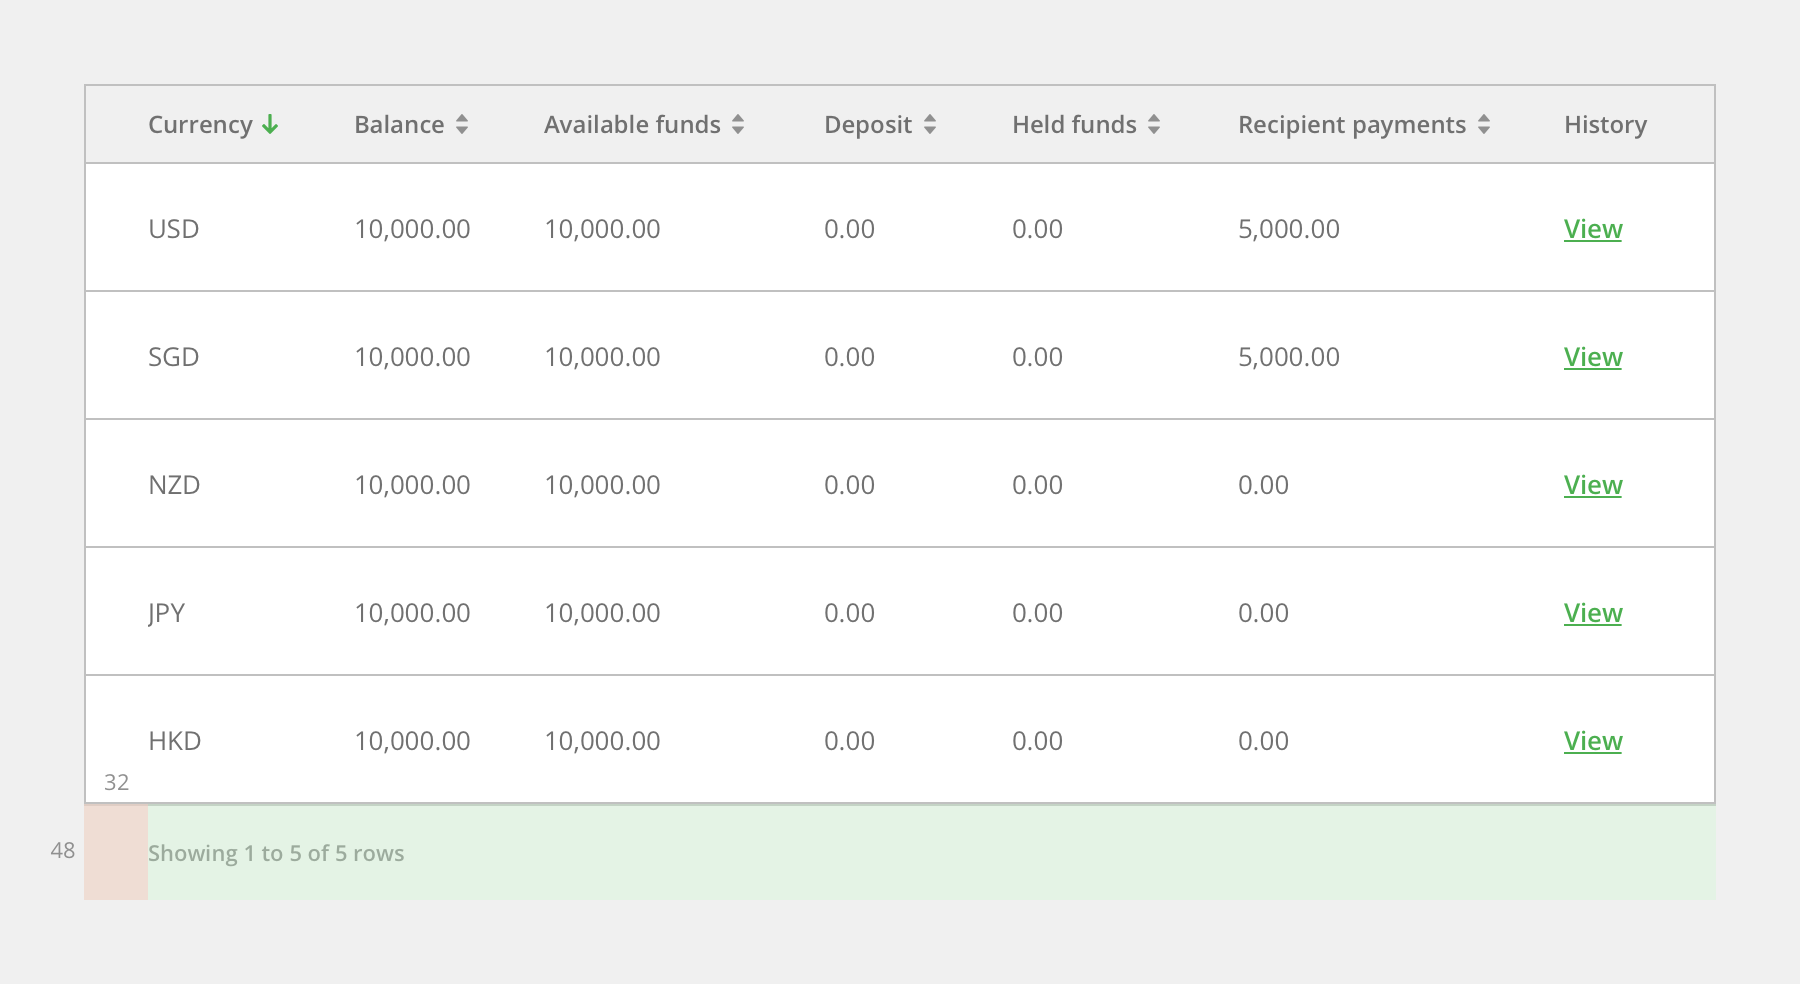 Currency Balance Available funds Deposit Held funds Recipient payments History
USD 10,000.00 10,000.00 0.00 0.00 5,000.00 View
SGD 10,000.00 10,000.00 0.00 0.00 5,000.00 View
NZD 10,000.00 10,000.00 0.00 0.00 0.00 View
JPY 10,000.00 10,000.00 0.00 0.00 0.00 View
HKD 10,000.00 10,000.00 0.00 0.00 0.00 View
32
48 Showing 1 to 5 of 5 rows